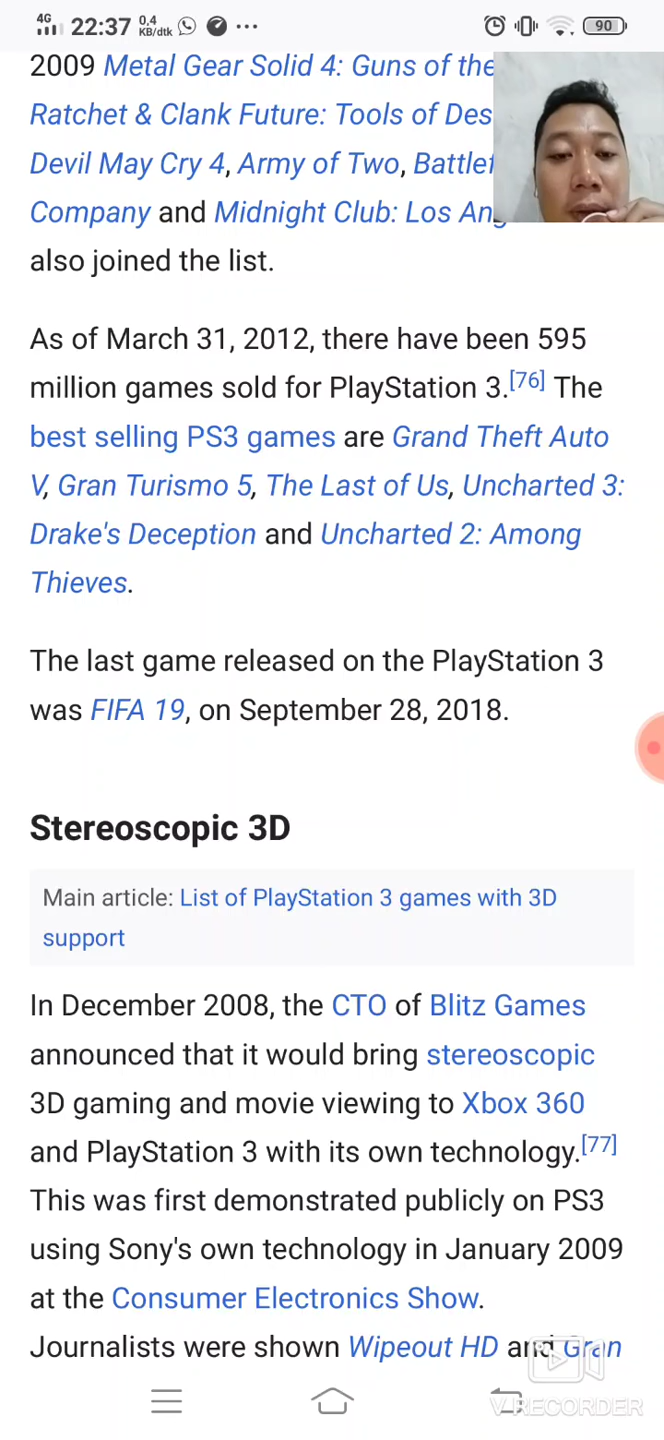 4G 22:37 0,4 KB/dtk 90
2009 Metal Gear Solid 4: Guns of the
Ratchet & Clank Future: Tools of Des
Devil May Cry 4, Army of Two, Battlef
Company and Midnight Club: Los Ang
also joined the list.
As of March 31, 2012, there have been 595
million games sold for PlayStation 3.[76] The
best selling PS3 games are Grand Theft Auto
V, Gran Turismo 5, The Last of Us, Uncharted 3:
Drake's Deception and Uncharted 2: Among
Thieves.
The last game released on the PlayStation 3
was FIFA 19, on September 28, 2018.
Stereoscopic 3D
Main article: List of PlayStation 3 games with 3D
support
In December 2008, the CTO of Blitz Games
announced that it would bring stereoscopic
3D gaming and movie viewing to Xbox 360
and PlayStation 3 with its own technology.[77]
This was first demonstrated publicly on PS3
using Sony's own technology in January 2009
at the Consumer Electronics Show.
Journalists were shown Wipeout HD and Gran
V RECORDER